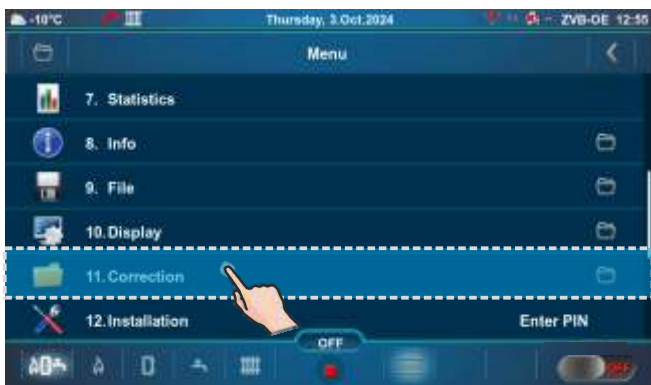 -10°C Thursday, 3.Oct.2024 ZVB-OE 12:55
Menu
7. Statistics
8. Info
9. File
10. Display
11. Correction
12. Installation Enter PIN
OFF
OFF